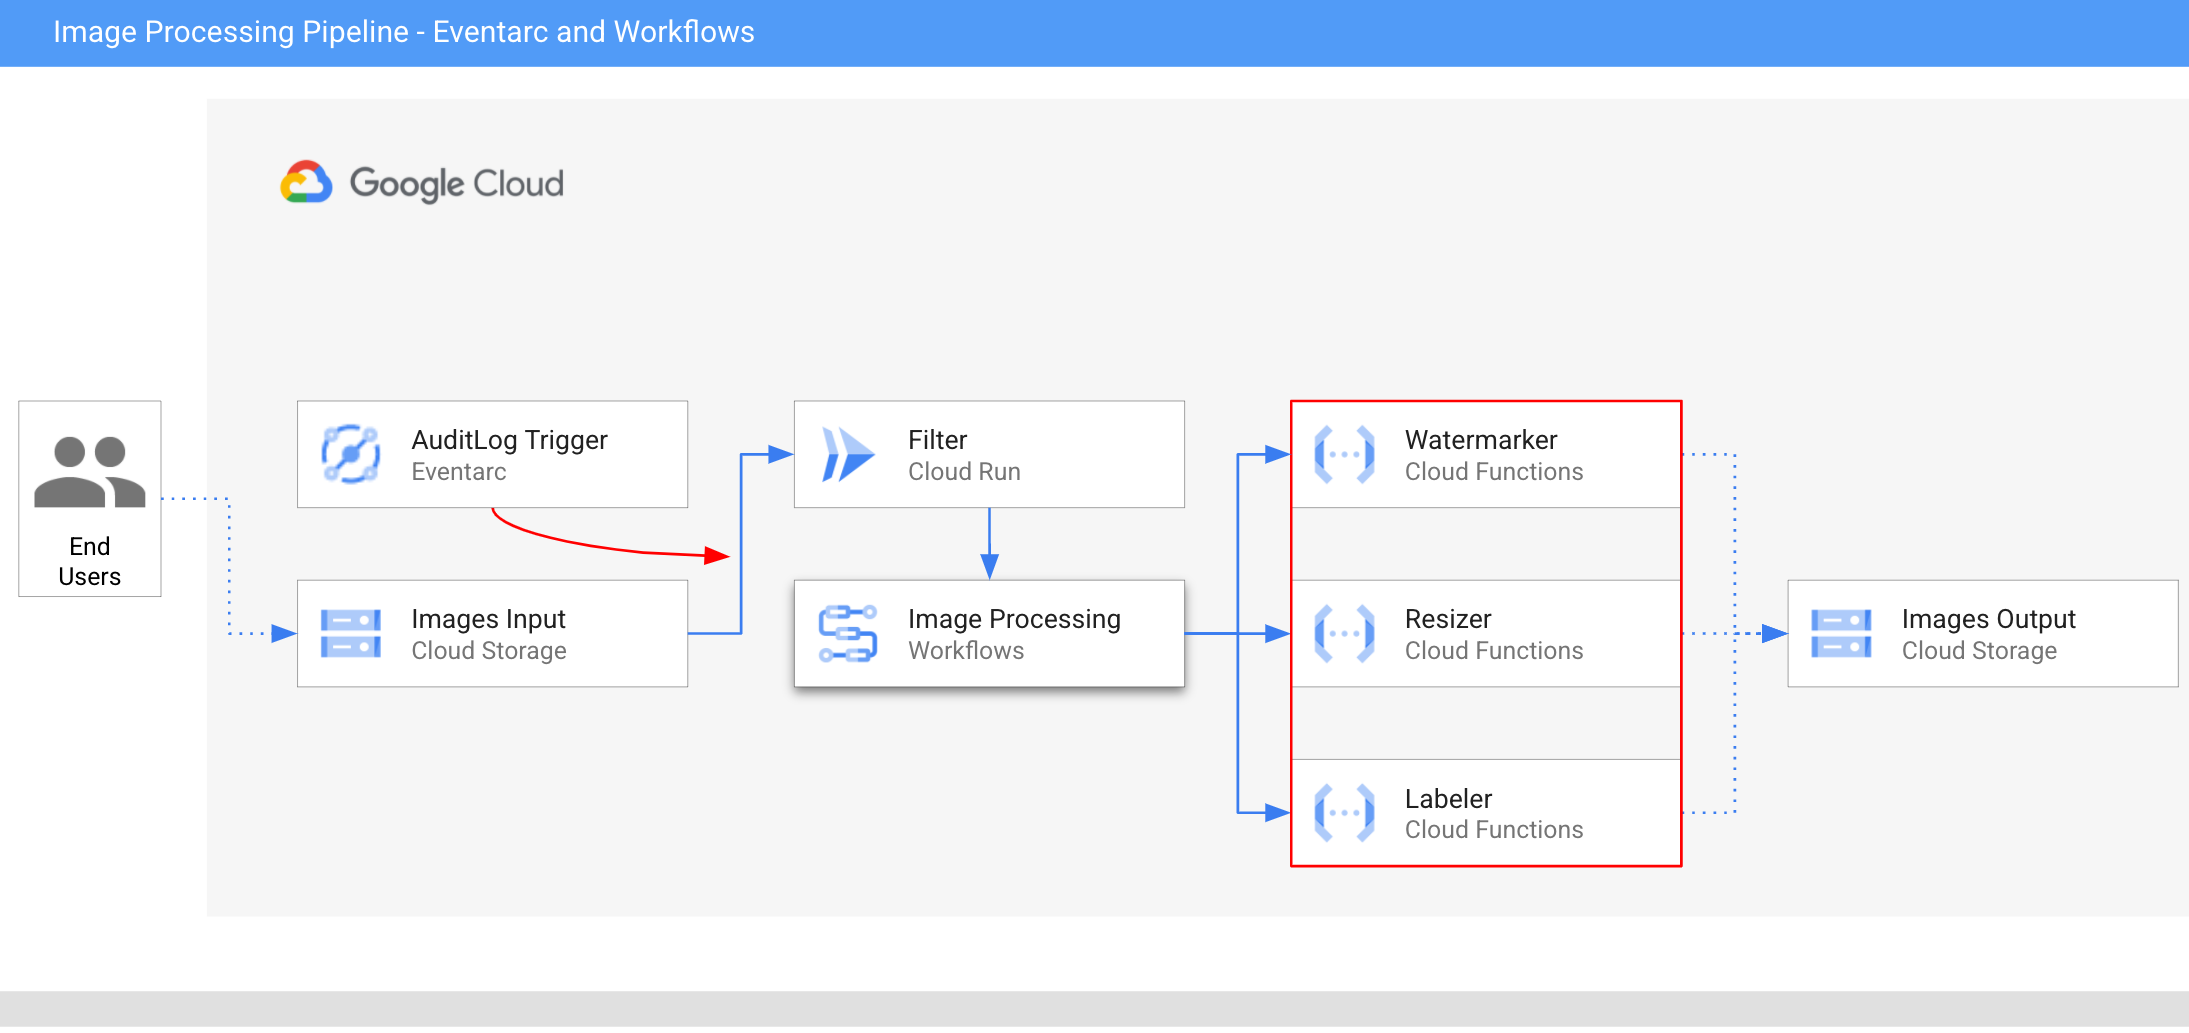 Image Processing Pipeline - Eventarc and Workflows
Google Cloud
End
Users
AuditLog Trigger
Eventarc
Images Input
Cloud Storage
Filter
Cloud Run
Image Processing
Workflows
Watermarker
Cloud Functions
Resizer
Cloud Functions
Labeler
Cloud Functions
Images Output
Cloud Storage